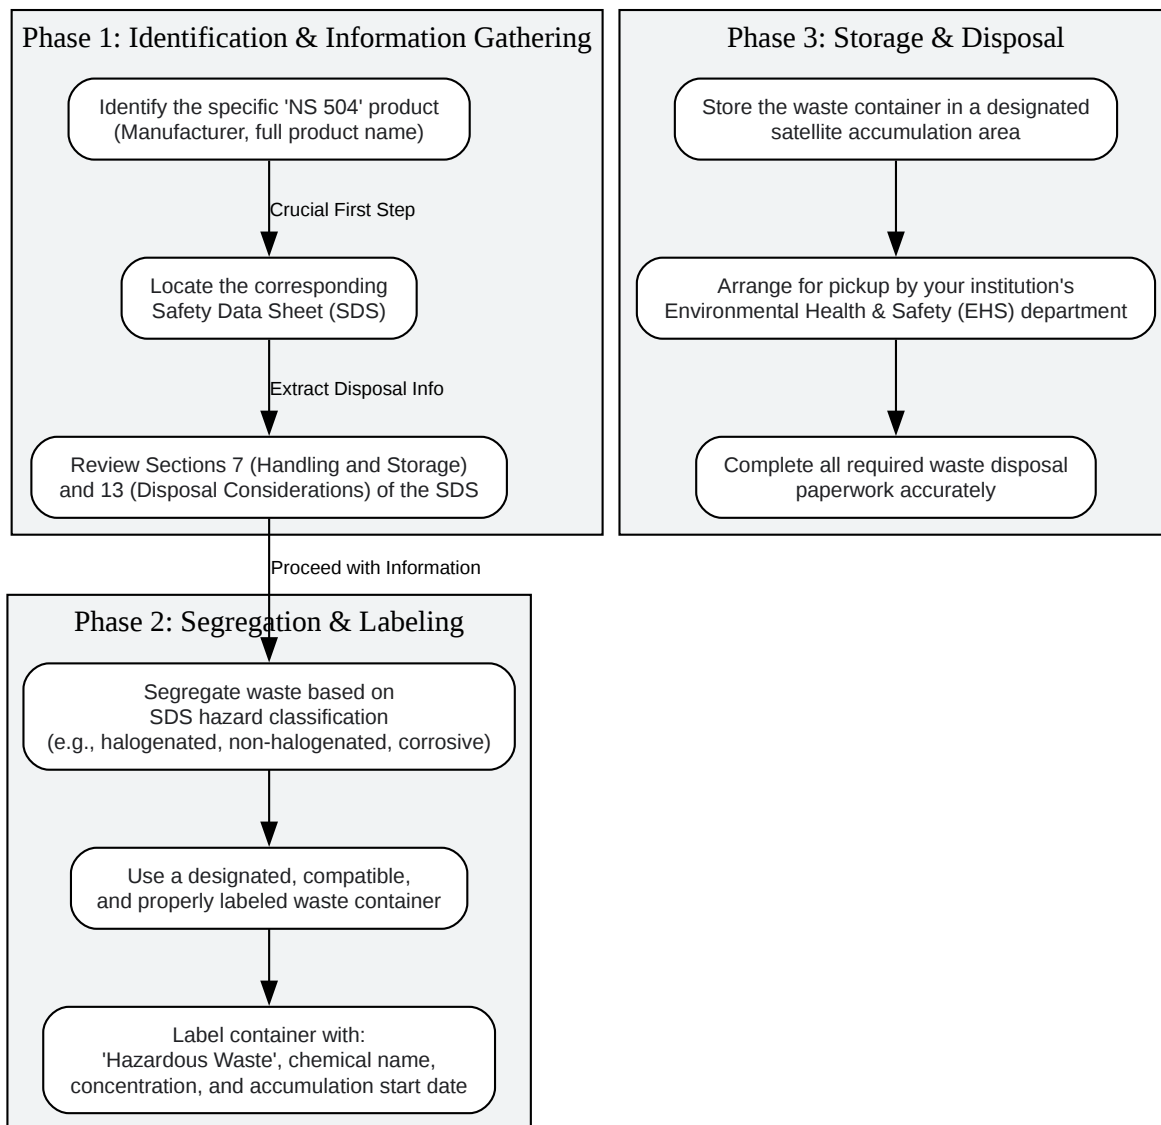 Phase 1: Identification & Information Gathering
Identify the specific 'NS 504' product
(Manufacturer, full product name)
Crucial First Step
Locate the corresponding
Safety Data Sheet (SDS)
Extract Disposal Info
Review Sections 7 (Handling and Storage)
and 13 (Disposal Considerations) of the SDS
Proceed with Information
Phase 2: Segregation & Labeling
Segregate waste based on
SDS hazard classification
(e.g., halogenated, non-halogenated, corrosive)
Use a designated, compatible,
and properly labeled waste container
Label container with:
'Hazardous Waste', chemical name,
concentration, and accumulation start date
Phase 3: Storage & Disposal
Store the waste container in a designated
satellite accumulation area
Arrange for pickup by your institution's
Environmental Health & Safety (EHS) department
Complete all required waste disposal
paperwork accurately